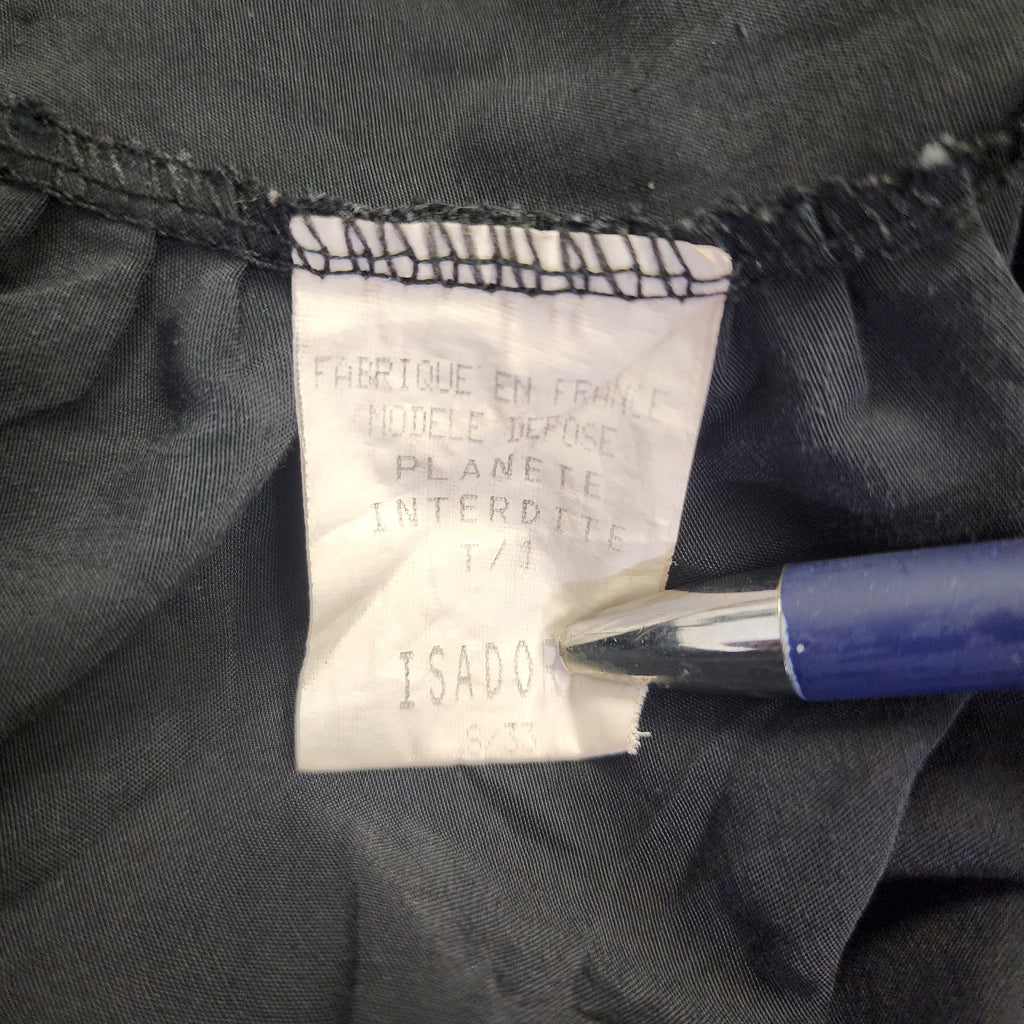 FABRIQUE EN FRANCE
MODELE DEPOSE
PLANETE
INTERDITE
T/1
ISADOR